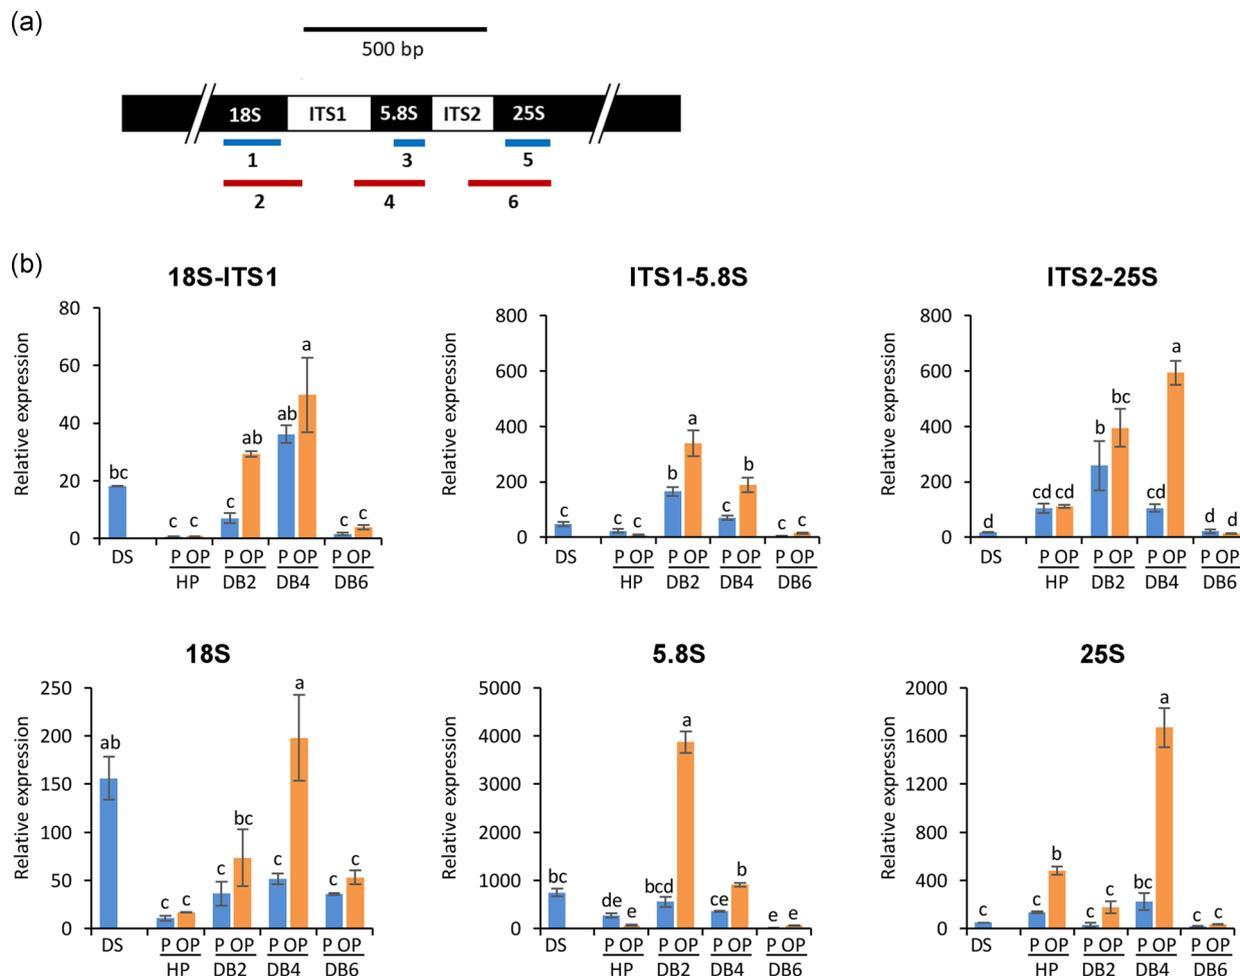 (a)
500 bp
18S ITS1 5.8S ITS2 25S
1 3 5
2 4 6
(b)
18S-ITS1
Relative expression
80
60
40
20
0
bc
c c
c ab
ab a
c c
DS P OP P OP P OP P OP
HP DB2 DB4 DB6
ITS1-5.8S
Relative expression
800
600
400
200
0
c
c c
b a
c b
c c
DS P OP P OP P OP P OP
HP DB2 DB4 DB6
ITS2-25S
Relative expression
800
600
400
200
0
d
cd cd
b bc
cd a
d d
DS P OP P OP P OP P OP
HP DB2 DB4 DB6
18S
Relative expression
250
200
150
100
50
0
ab
c c
c bc
c a
c c
DS P OP P OP P OP P OP
HP DB2 DB4 DB6
5.8S
Relative expression
5000
4000
3000
2000
1000
0
bc
de e
bcd a
ce b
e e
DS P OP P OP P OP P OP
HP DB2 DB4 DB6
25S
Relative expression
2000
1600
1200
800
400
0
c
c b
c c
bc a
c c
DS P OP P OP P OP P OP
HP DB2 DB4 DB6